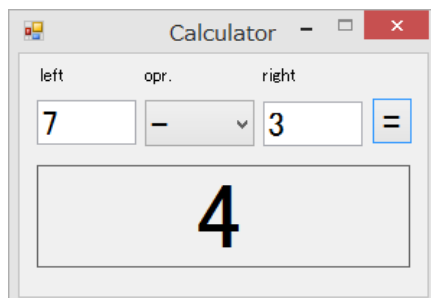 Calculator
left opr. right
7 − 3 =
4